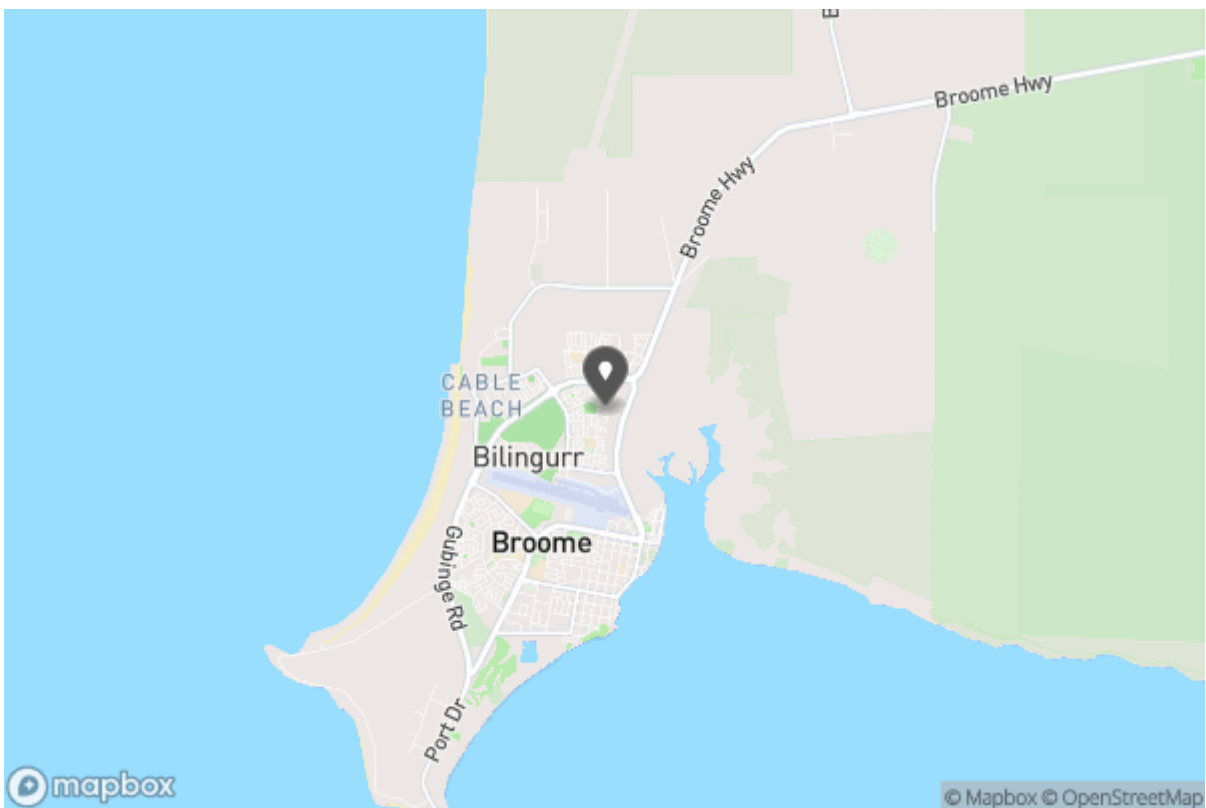 Broome Hwy
Broome Hwy
CABLE
BEACH
Bilingurr
Broome
Gubinge Rd
Port Dr
mapbox
© Mapbox © OpenStreetMap